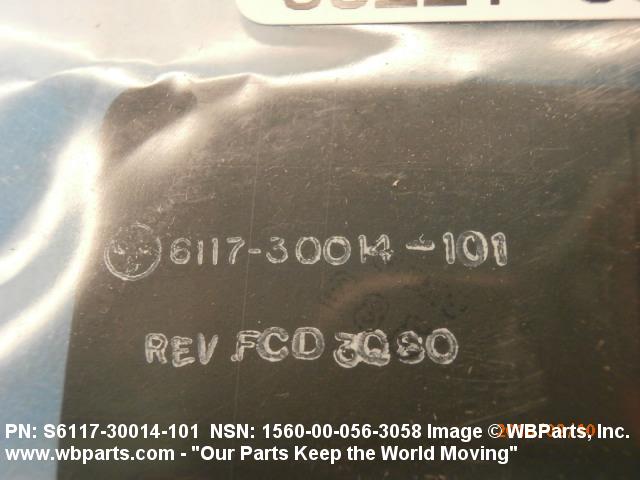 6117-30014-101
REV FCD 3Q80
PN: S6117-30014-101 NSN: 1560-00-056-3058 Image © WBParts, Inc.
www.wbparts.com - "Our Parts Keep the World Moving"